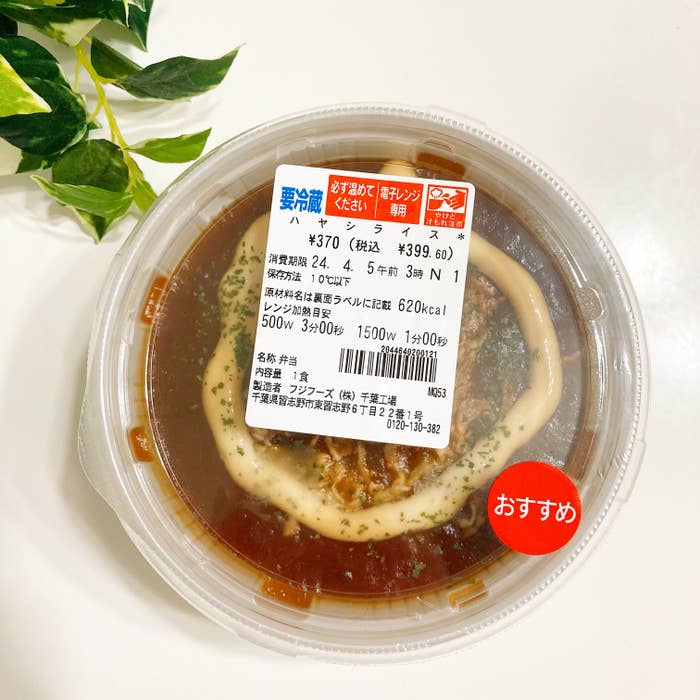 要冷蔵 必ず温めてください 電子レンジ専用 やけど 汁もれ注意
ハヤシライス*
¥370 (税込 ¥399.60)
消費期限 24. 4. 5午前 3時 N 1
保存方法 10℃以下
原材料名は裏面ラベルに記載 620kcal
レンジ加熱目安
500W 3分00秒 1500W 1分00秒
2044640200121
名称 弁当
内容量 1食
MQ53
製造者 フジフーズ(株)千葉工場
千葉県習志野市東習志野6丁目22番1号
0120-130-382
おすすめ